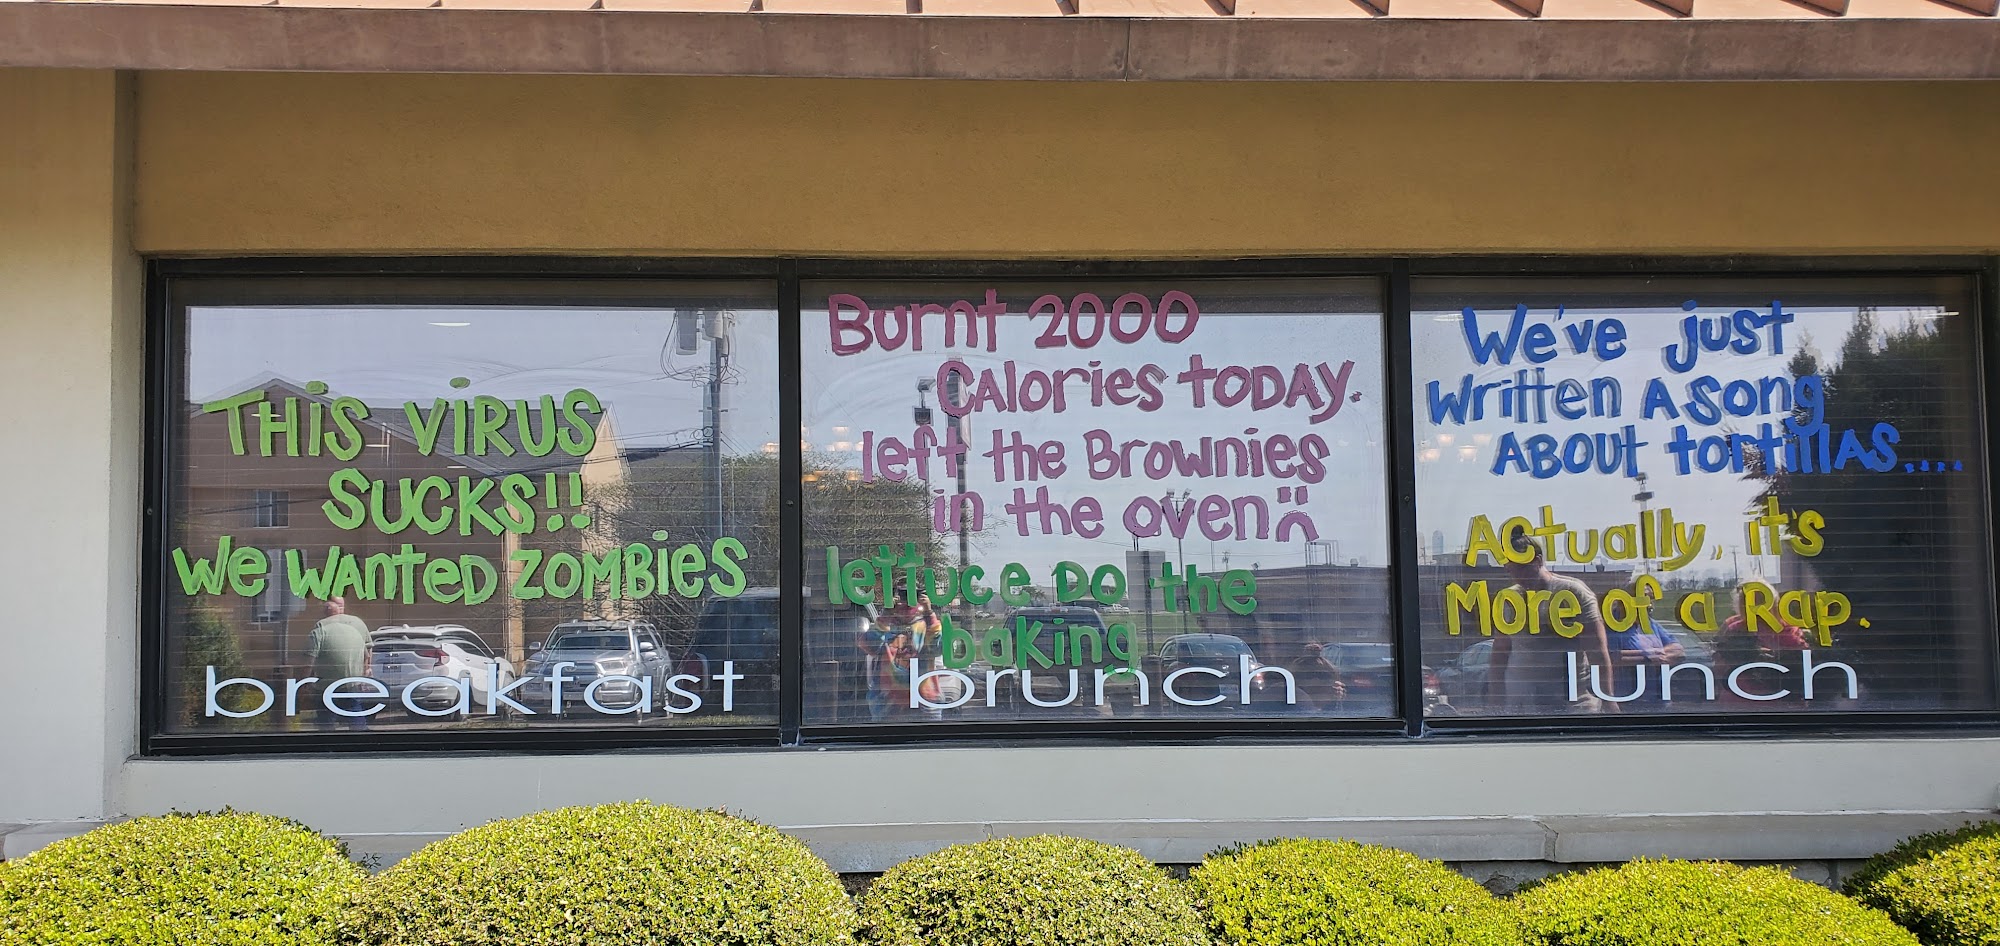 THiS ViRUS
SUCKS!!
We WANteD ZOMBies
breakfast
Burnt 2000
CAlories toDAY.
left the Brownies
in the oven :(
lettuce Do the
baking
brunch
We've just
Written A Song
ABOUt tortillAS....
Actually, it's
More of a Rap.
lunch